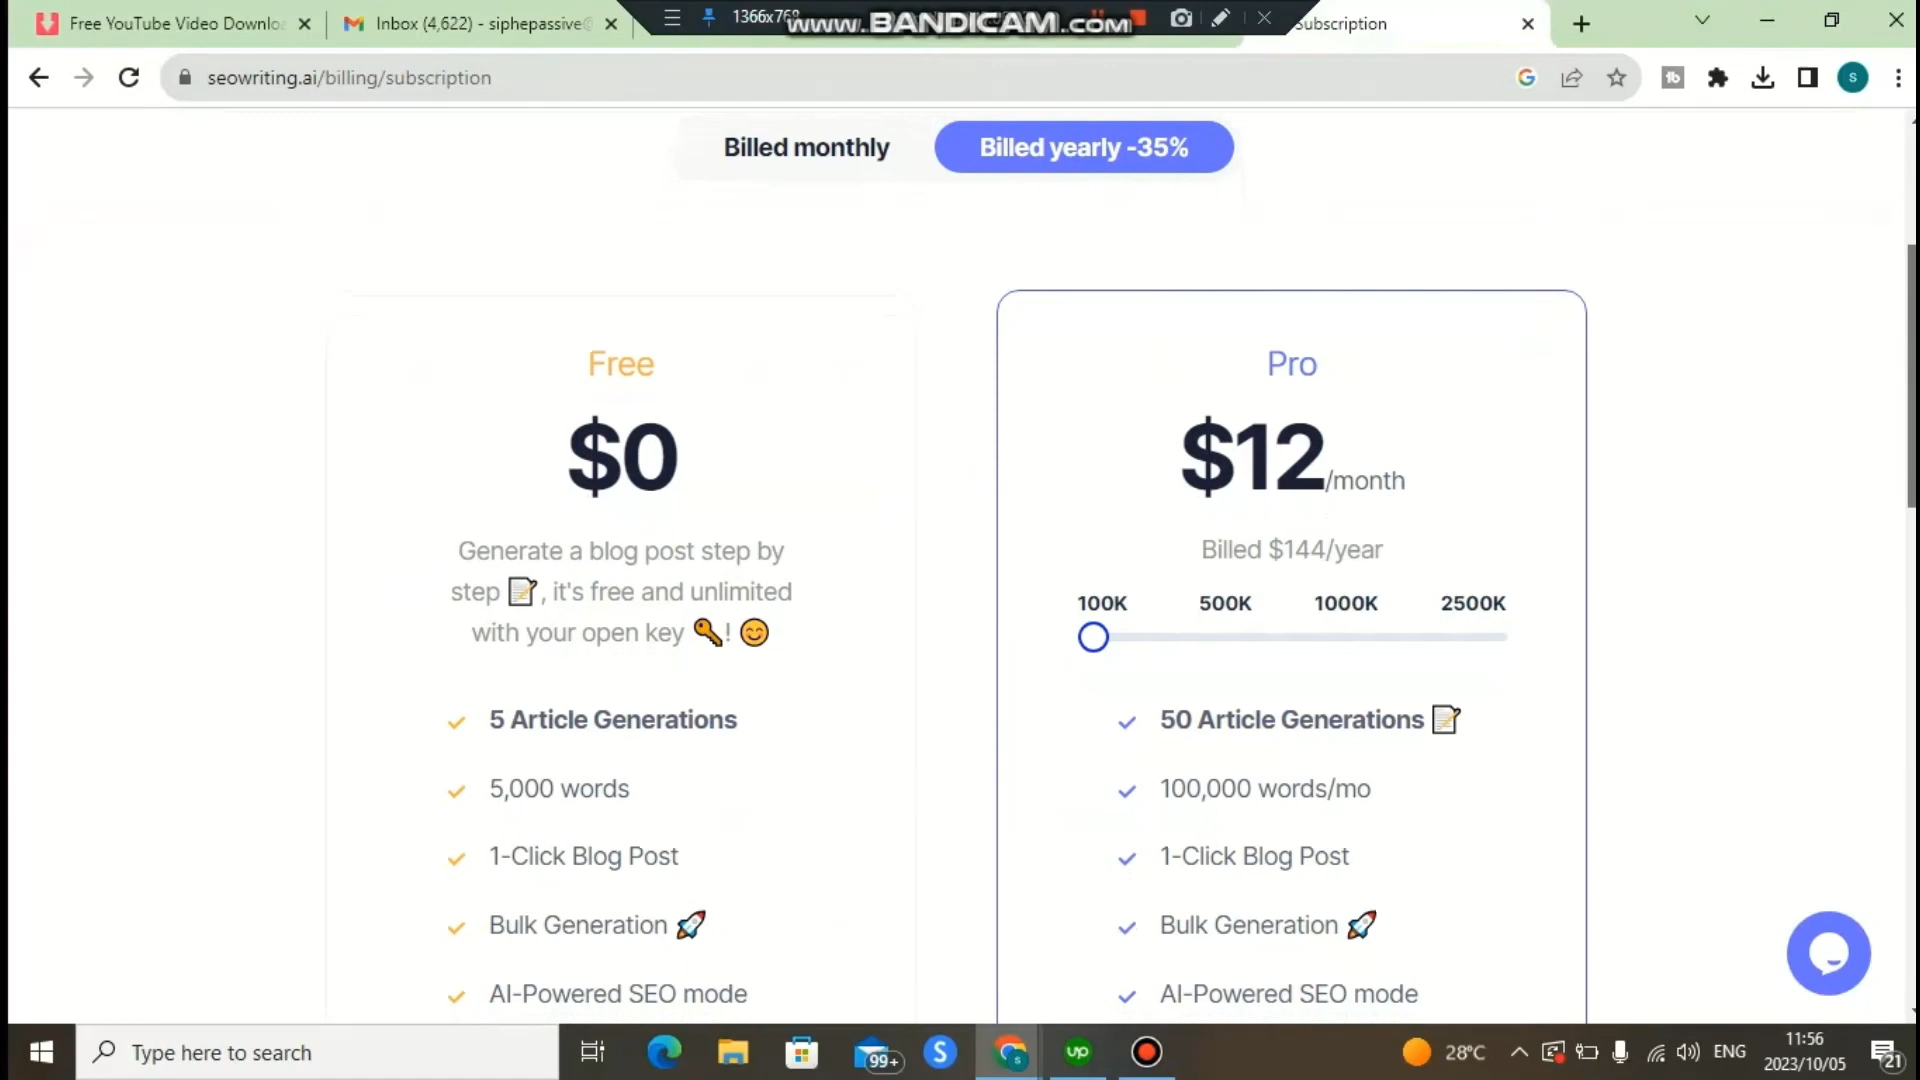 Free YouTube Video Downlo
Inbox (4,622) - siphepassive@
1366x768
www.BANDICAM.com
Subscription
seowriting.ai/billing/subscription
Billed monthly
Billed yearly -35%
Free
$0
Generate a blog post step by
step 📝, it's free and unlimited
with your open key 🔑! 😊
5 Article Generations
5,000 words
1-Click Blog Post
Bulk Generation 🚀
AI-Powered SEO mode
Pro
$12/month
Billed $144/year
100K 500K 1000K 2500K
50 Article Generations 📝
100,000 words/mo
1-Click Blog Post
Bulk Generation 🚀
AI-Powered SEO mode
Type here to search
99+
S
up
28°C
ENG
11:56
2023/10/05
21